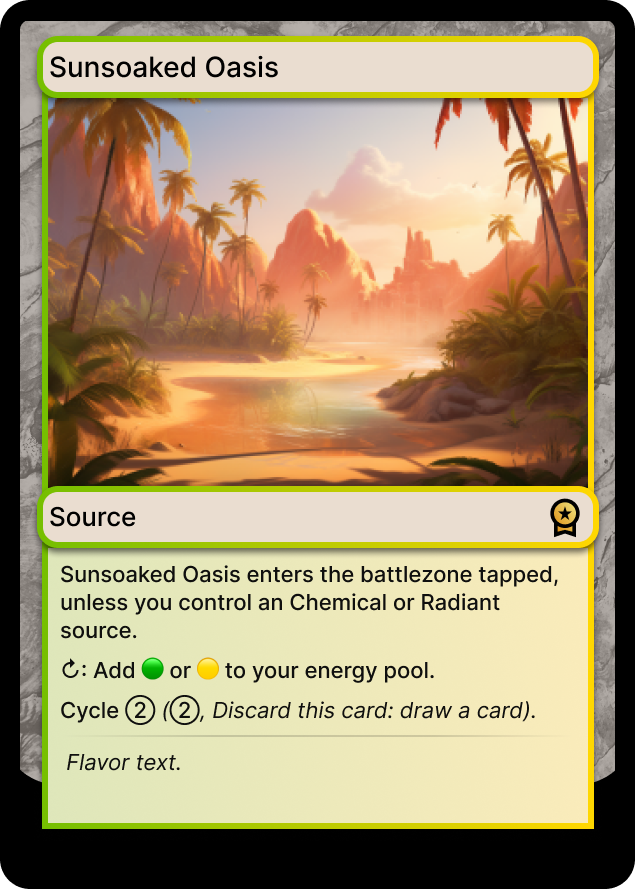 Sunsoaked Oasis
Source
Sunsoaked Oasis enters the battlezone tapped,
unless you control an Chemical or Radiant
source.
↻: Add 🟢 or 🟡 to your energy pool.
Cycle ② (②, Discard this card: draw a card).
Flavor text.